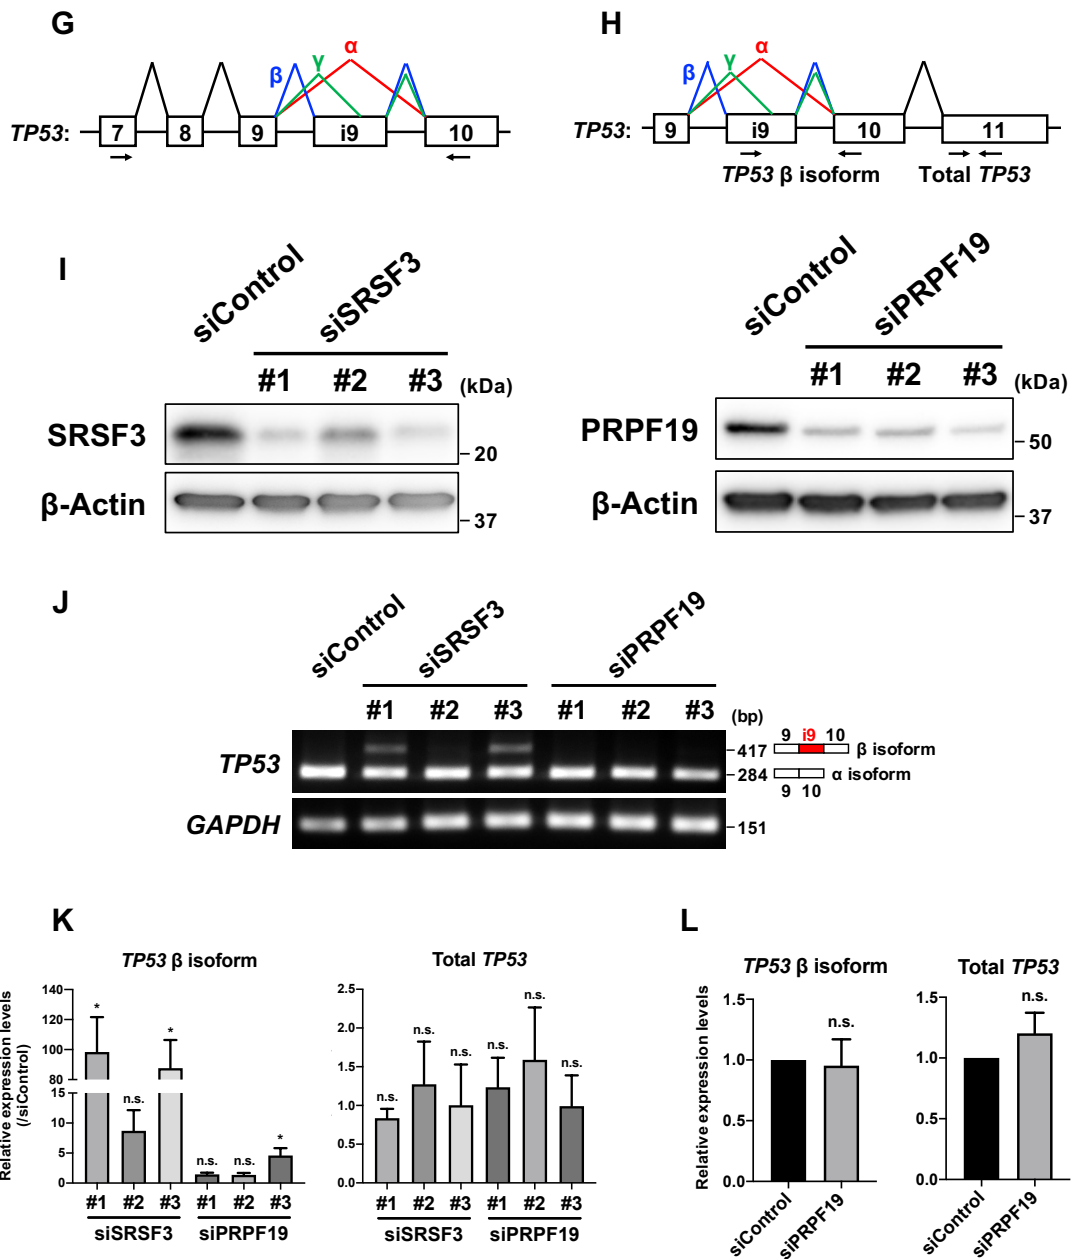 G
β γ α
TP53: 7 8 9 i9 10
H
β γ α
TP53: 9 i9 10 11
TP53 β isoform Total TP53
I
siControl siSRSF3
#1 #2 #3 (kDa)
SRSF3
20
β-Actin
37
siControl siPRPF19
#1 #2 #3 (kDa)
PRPF19
50
β-Actin
37
J
siControl siSRSF3 siPRPF19
#1 #2 #3 #1 #2 #3 (bp)
9 i9 10
TP53 417 β isoform
284 α isoform
9 10
GAPDH 151
K
TP53 β isoform
Relative expression levels
(/siControl)
140
120
100
80
15
10
5
0
* n.s. * n.s. n.s. *
#1 #2 #3 #1 #2 #3
siSRSF3 siPRPF19
Total TP53
2.5
2.0
1.5
1.0
0.5
0.0
n.s. n.s. n.s. n.s. n.s. n.s.
#1 #2 #3 #1 #2 #3
siSRSF3 siPRPF19
L
TP53 β isoform
Relative expression levels
1.5
1.0
0.5
0.0
n.s.
siControl siPRPF19
Total TP53
1.5
1.0
0.5
0.0
n.s.
siControl siPRPF19